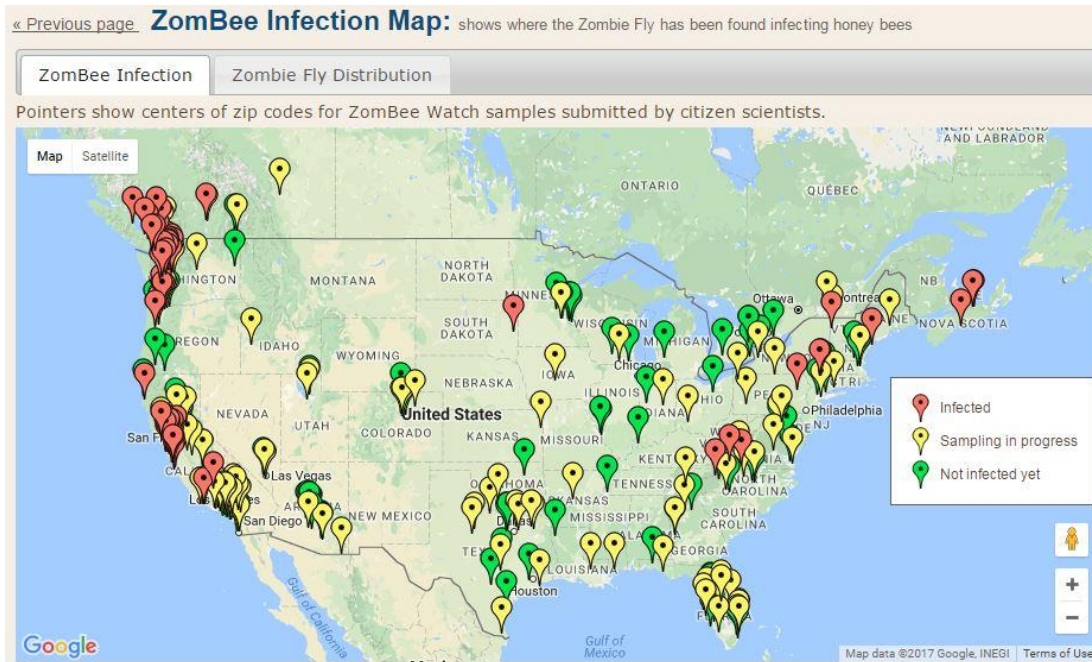 « Previous page ZomBee Infection Map: shows where the Zombie Fly has been found infecting honey bees
ZomBee Infection Zombie Fly Distribution
Pointers show centers of zip codes for ZomBee Watch samples submitted by citizen scientists.
Map Satellite
AND LABRADOR
ONTARIO
QUÉBEC
NB
NOVA SCOTIA
MONTANA
NORTH
DAKOTA
Ottawa
SOUTH
DAKOTA
IDAHO
WYOMING
Chicago
IOWA
NEBRASKA
United States
NEVADA
UTAH
COLORADO
KANSAS
MISSOURI
ILLINOIS
Philadelphia
NJ
Las Vegas
San Diego
NEW MEXICO
MISSISSIPPI
NORTH
CAROLINA
SOUTH
CAROLINA
GEORGIA
LOUISIANA
Houston
Gulf of California
Gulf of
Mexico
Infected
Sampling in progress
Not infected yet
+
−
Google
Map data ©2017 Google, INEGI Terms of Use